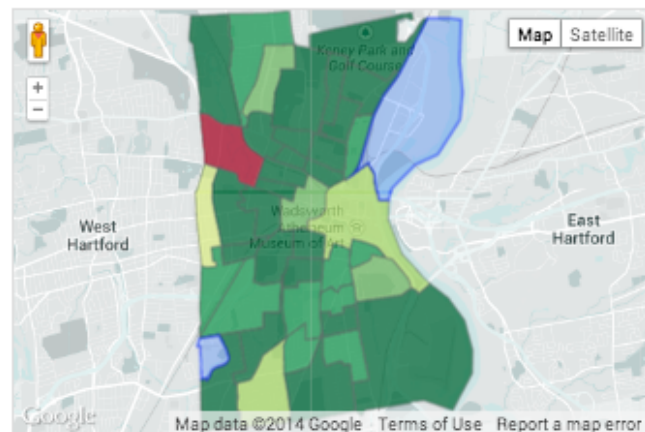 Keney Park and
Golf Course
Map
Satellite
+
−
West
Hartford
Wadsworth
Atheneum
Museum of Art
East
Hartford
Google
Map data ©2014 Google
Terms of Use
Report a map error